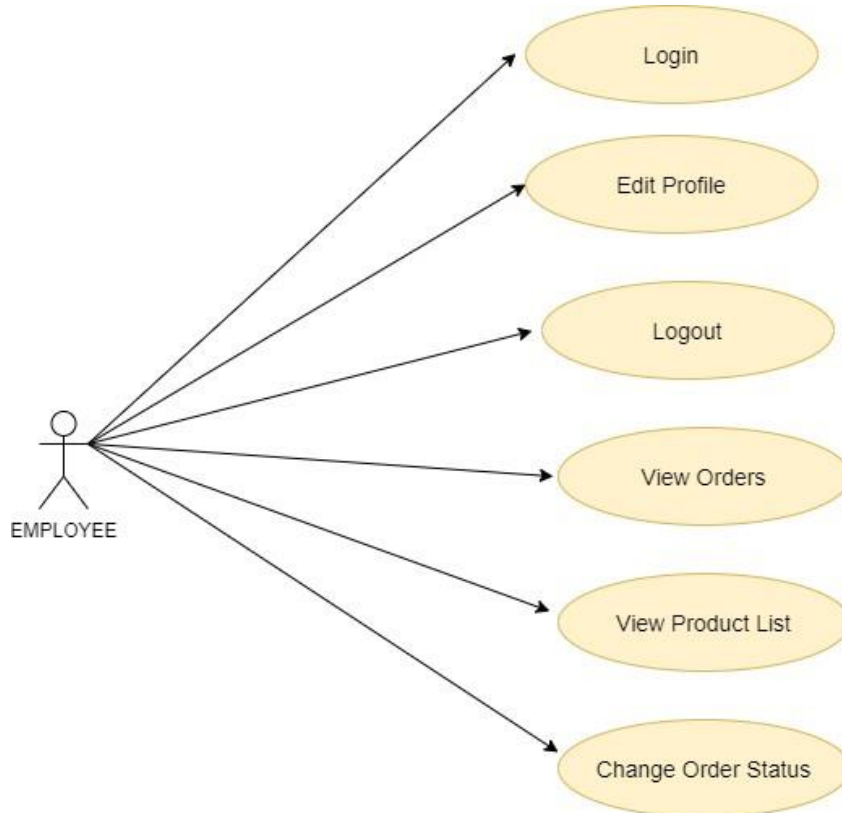 Login
Edit Profile
Logout
View Orders
EMPLOYEE
View Product List
Change Order Status